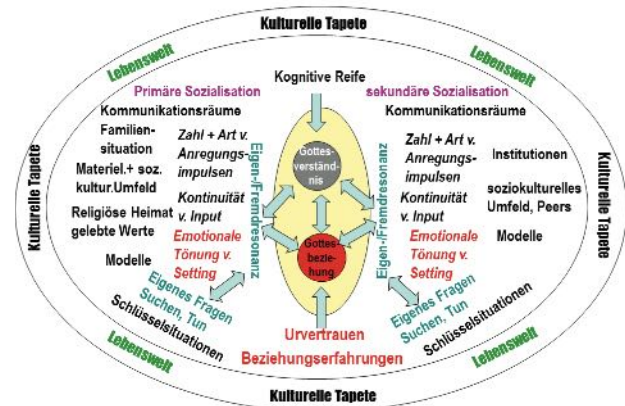 Kulturelle Tapete
Lebenswelt
Lebenswelt
Kulturelle Tapete
Kulturelle Tapete
Primäre Sozialisation
Kommunikationsräume
Familien-
situation
Materiel.+ soz.
kultur.Umfeld
Religiöse Heimat
gelebte Werte
Modelle
Zahl + Art v.
Anregungs-
impulsen
Kontinuität
v. Input
Emotionale
Tönung v.
Setting
Eigenes Fragen
Suchen, Tun
Schlüsselsituationen
Eigen-/Fremdresonanz
Kognitive Reife
Gottes-
verständ-
nis
Gottes-
bezie-
hung
Urvertrauen
Beziehungserfahrungen
Eigen-/Fremdresonanz
sekundäre Sozialisation
Kommunikationsräume
Zahl + Art v.
Anregungs-
impulsen
Kontinuität
v. Input
Emotionale
Tönung v.
Setting
Institutionen
soziokulturelles
Umfeld, Peers
Modelle
Eigenes Fragen
Suchen, Tun
Schlüsselsituationen
Lebenswelt
Lebenswelt
Kulturelle Tapete